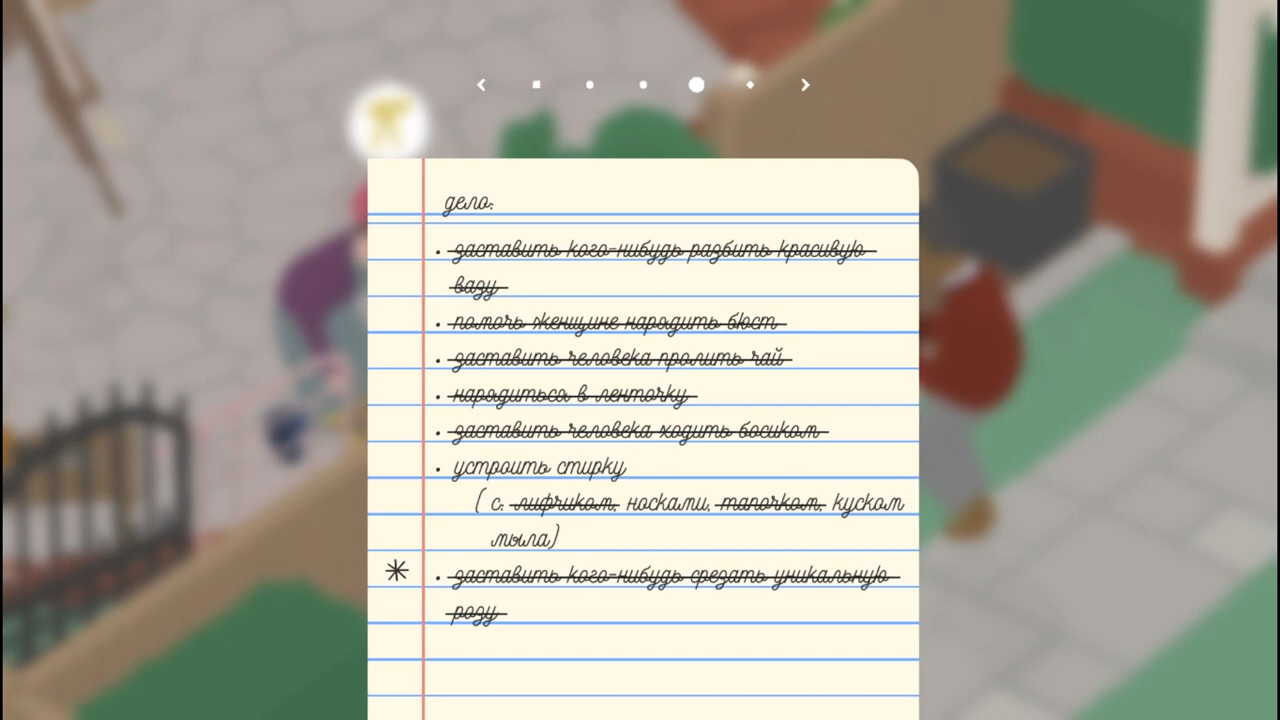 дело:
• заставить кого-нибудь разбить красивую
вазу
• помочь женщине нарядить бюст
• заставить человека пролить чай
• нарядиться в ленточку
• заставить человека ходить босиком
• устроить стирку
( с: лифчиком, носками, тапочком, куском
мыла)
• заставить кого-нибудь срезать уникальную
розу